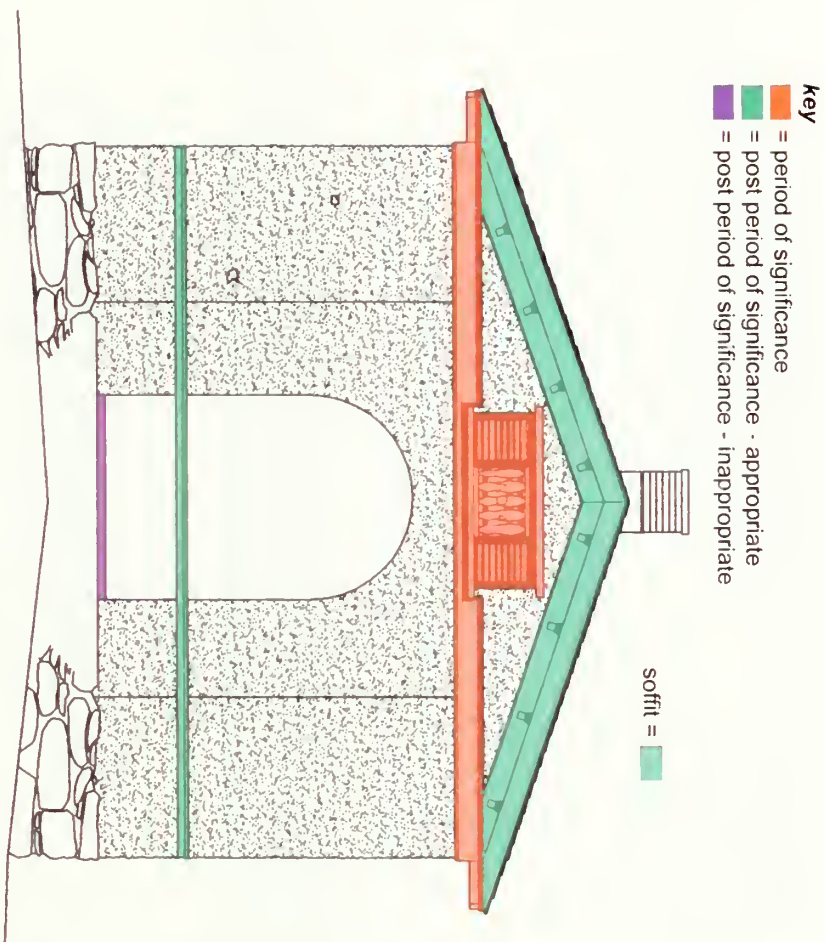 key
= period of significance
= post period of significance - appropriate
= post period of significance - inappropriate
soffit =